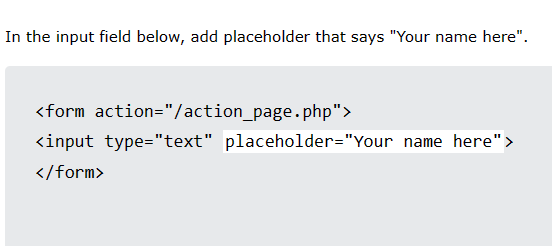 In the input field below, add placeholder that says "Your name here".
<form action="/action_page.php">
<input type="text" placeholder="Your name here">
</form>